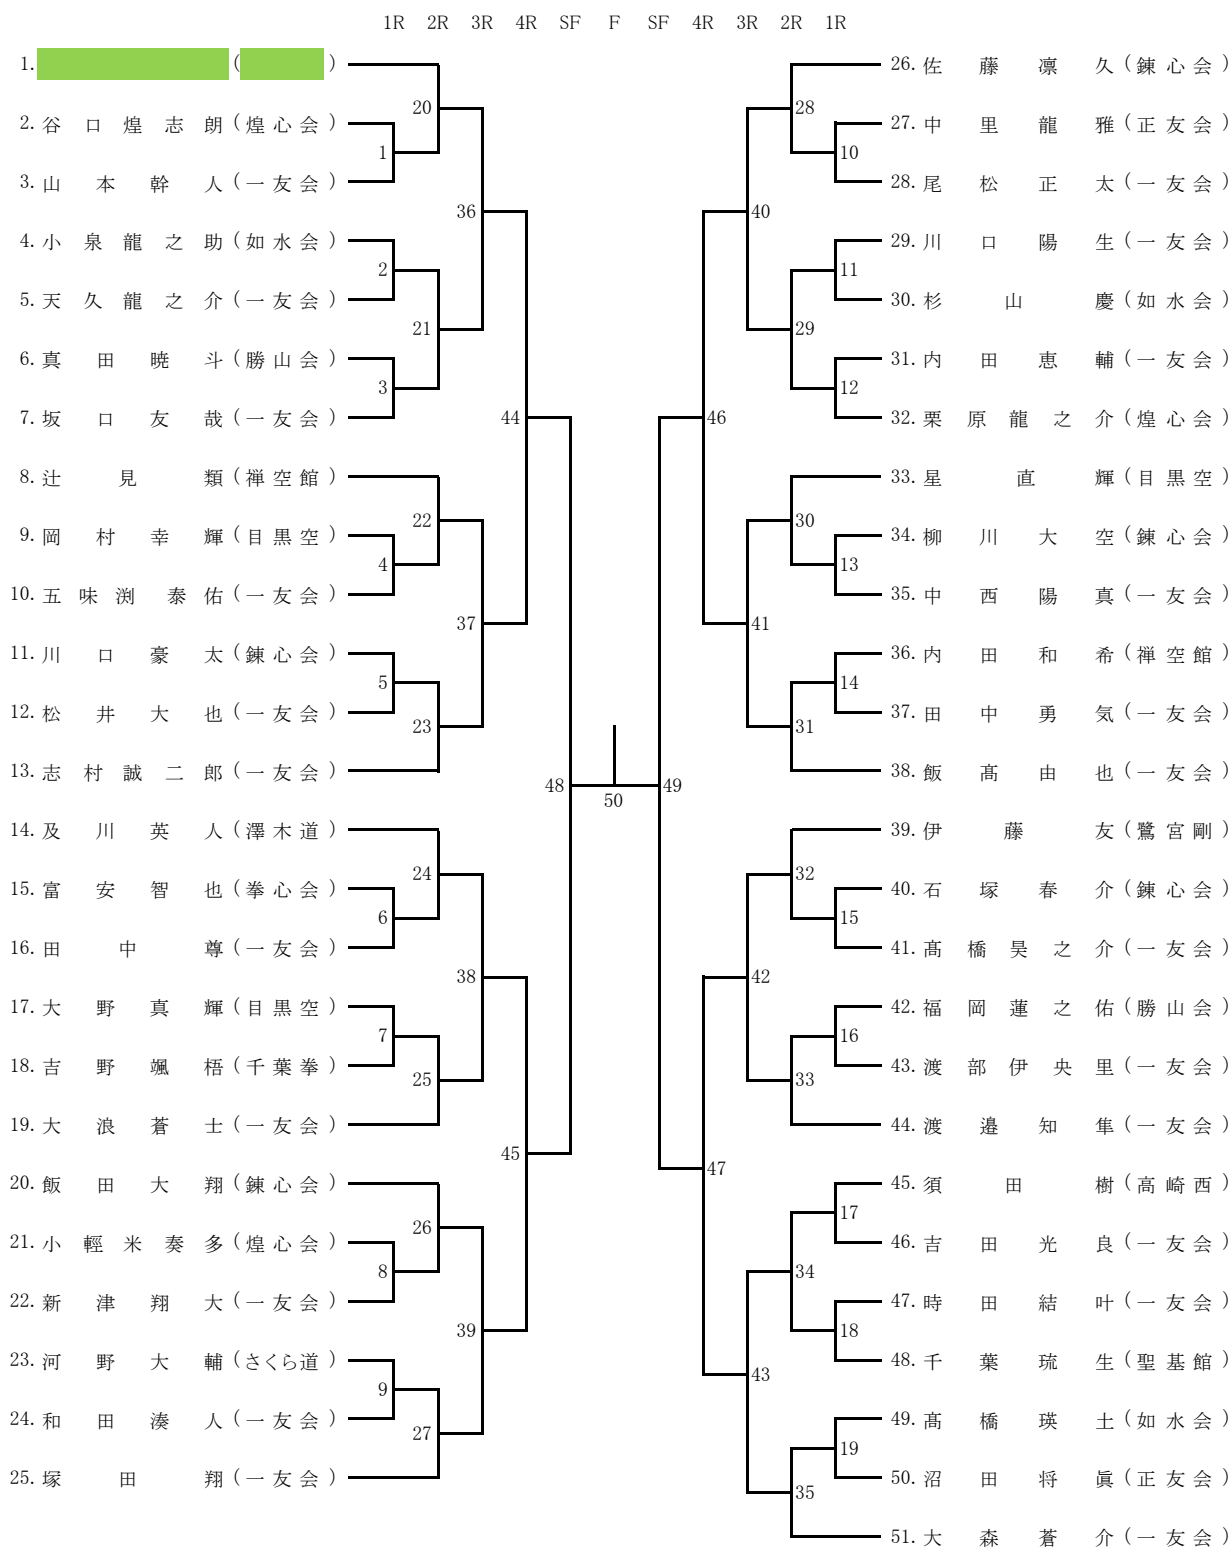 1R 2R 3R 4R SF F SF 4R 3R 2R 1R
1. ( )
2. 谷口煌志朗 (煌心会)
3. 山本幹人 (一友会)
4. 小泉龍之助 (如水会)
5. 天久龍之介 (一友会)
6. 真田暁斗 (勝山会)
7. 坂口友哉 (一友会)
8. 辻見類 (禅空館)
9. 岡村幸輝 (目黒空)
10. 五味渕泰佑 (一友会)
11. 川口豪太 (錬心会)
12. 松井大也 (一友会)
13. 志村誠二郎 (一友会)
14. 及川英人 (澤木道)
15. 富安智也 (拳心会)
16. 田中尊 (一友会)
17. 大野真輝 (目黒空)
18. 吉野颯梧 (千葉拳)
19. 大浪蒼士 (一友会)
20. 飯田大翔 (錬心会)
21. 小輕米奏多 (煌心会)
22. 新津翔大 (一友会)
23. 河野大輔 (さくら道)
24. 和田湊人 (一友会)
25. 塚田翔 (一友会)
1
2
3
4
5
6
7
8
9
20
21
22
23
24
25
26
27
36
37
38
39
44
45
48
50
49
46
47
40
41
42
43
28
29
30
31
32
33
34
35
10
11
12
13
14
15
16
17
18
19
26. 佐藤凛久 (錬心会)
27. 中里龍雅 (正友会)
28. 尾松正太 (一友会)
29. 川口陽生 (一友会)
30. 杉山慶 (如水会)
31. 内田恵輔 (一友会)
32. 栗原龍之介 (煌心会)
33. 星直輝 (目黒空)
34. 柳川大空 (錬心会)
35. 中西陽真 (一友会)
36. 内田和希 (禅空館)
37. 田中勇気 (一友会)
38. 飯髙由也 (一友会)
39. 伊藤友 (鷺宮剛)
40. 石塚春介 (錬心会)
41. 髙橋昊之介 (一友会)
42. 福岡蓮之佑 (勝山会)
43. 渡部伊央里 (一友会)
44. 渡邉知隼 (一友会)
45. 須田樹 (高崎西)
46. 吉田光良 (一友会)
47. 時田結叶 (一友会)
48. 千葉琉生 (聖基館)
49. 髙橋瑛士 (如水会)
50. 沼田将眞 (正友会)
51. 大森蒼介 (一友会)